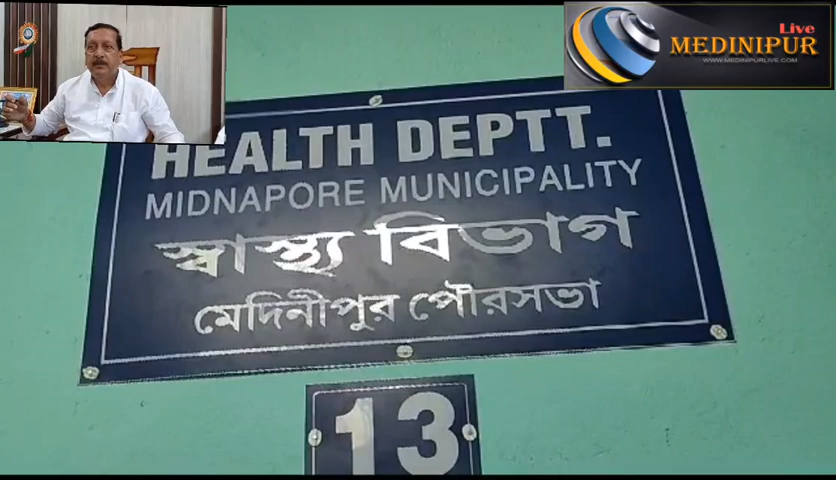 Live
MEDINIPUR
WWW.MEDINIPURLIVE.COM
HEALTH DEPTT.
MIDNAPORE MUNICIPALITY
স্বাস্থ্য বিভাগ
মেদিনীপুর পৌরসভা
13